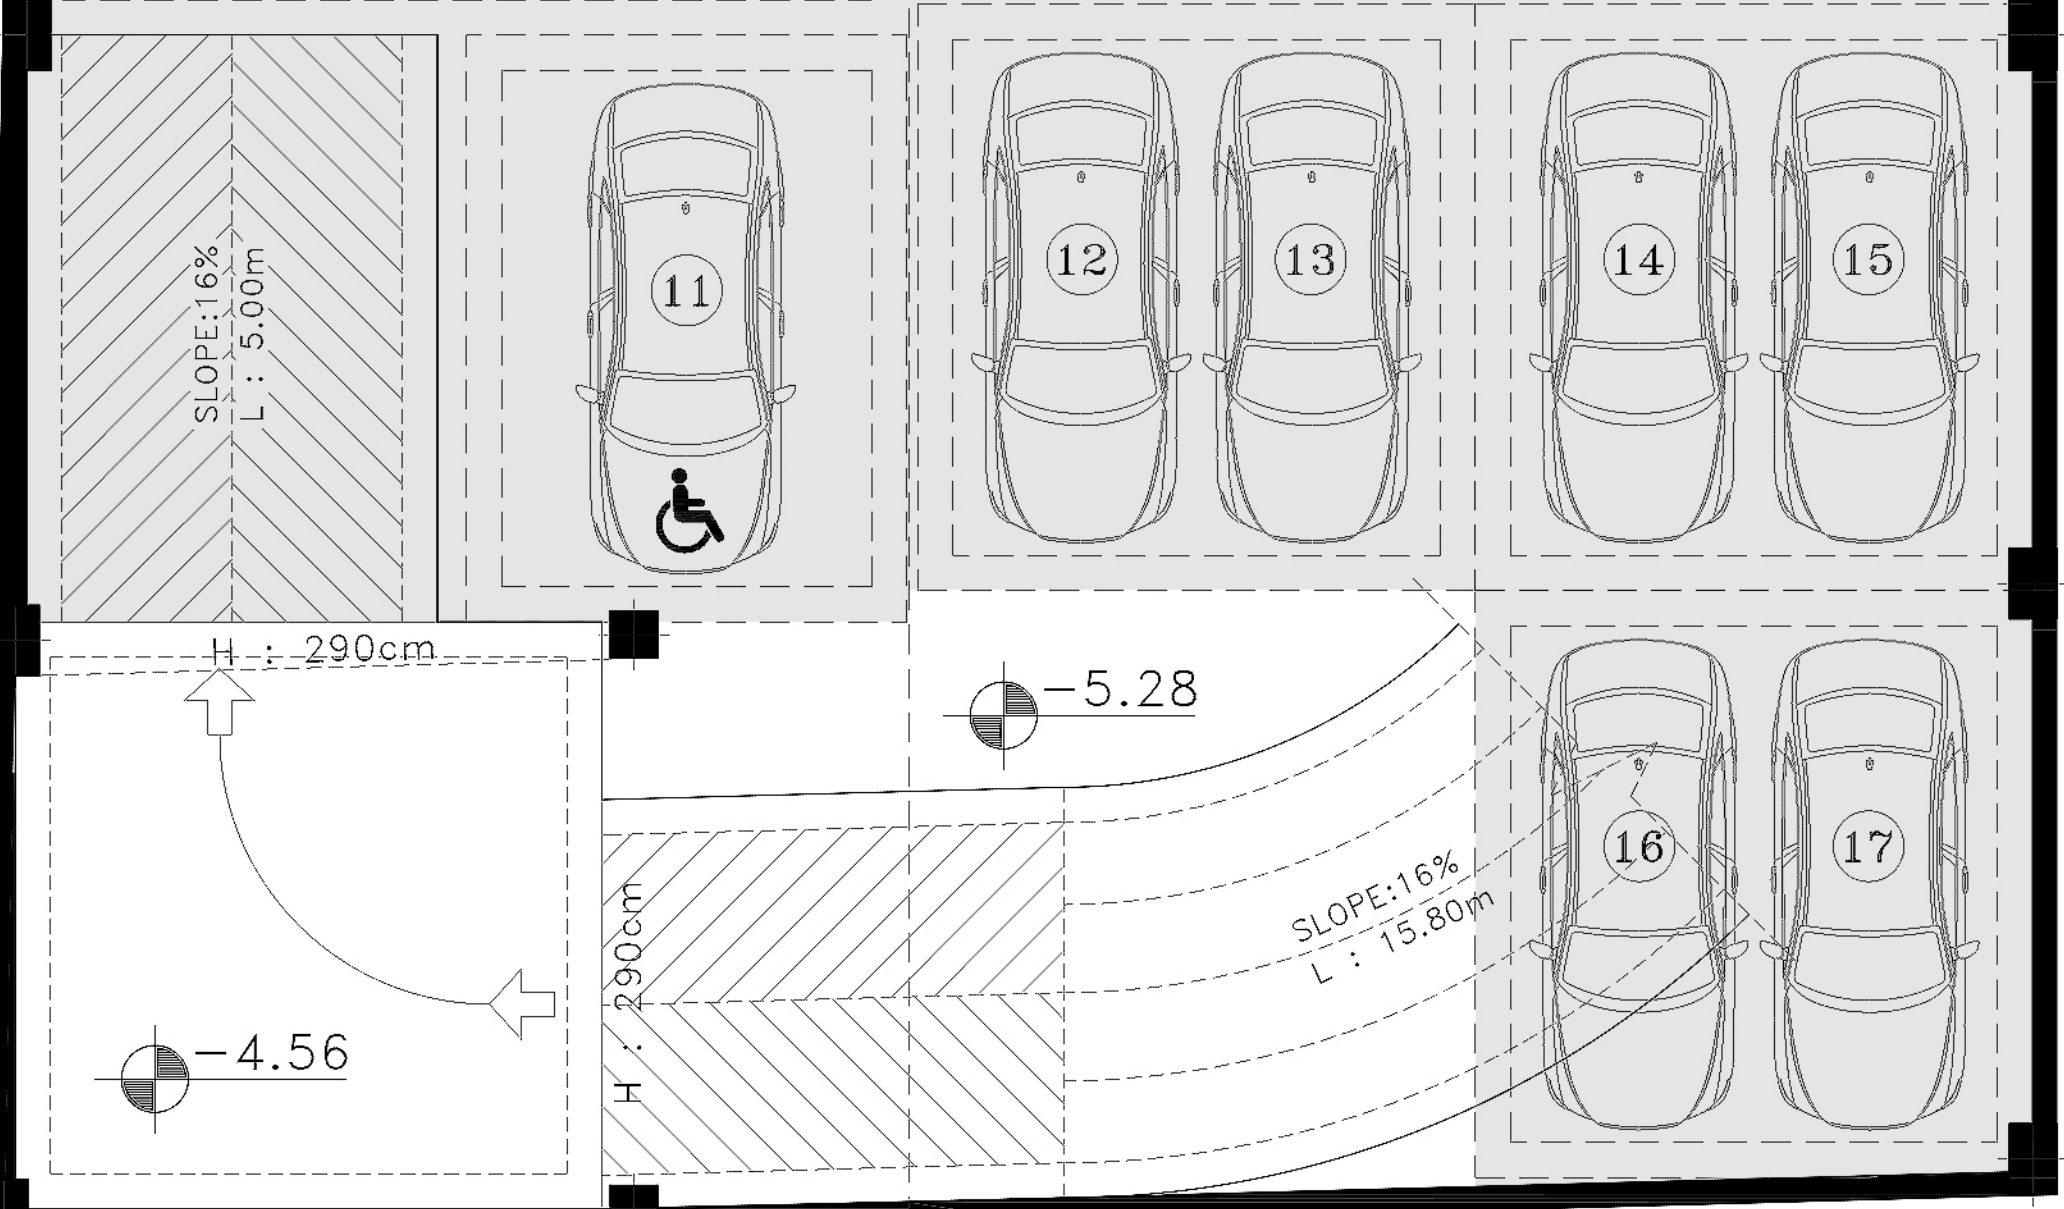 SLOPE:16%
L : 5.00m
11
12
13
14
15
H : 290cm
-5.28
16
17
SLOPE:16%
L : 15.80m
H : 290cm
-4.56